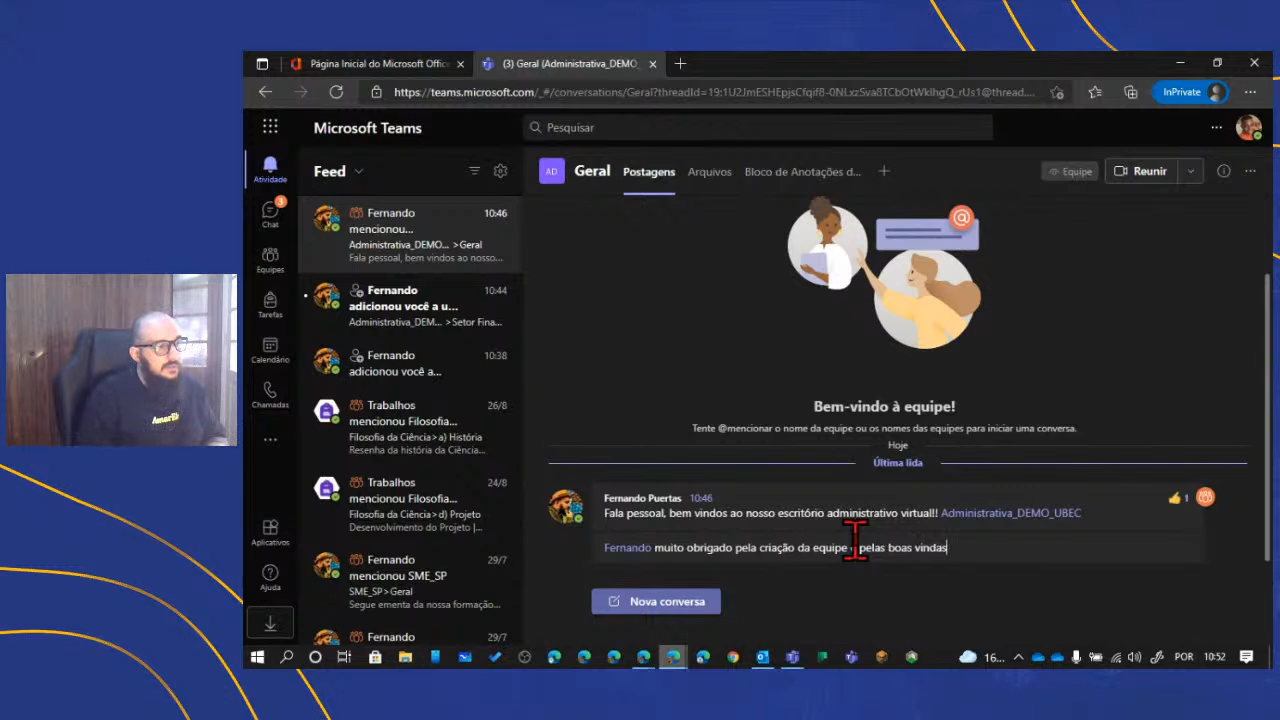 Página Inicial do Microsoft Offic
(3) Geral (Administrativa_DEMO_
https://teams.microsoft.com/_#/conversations/Geral?threadId=19:1U2JmESHEpjsCfqif8-0NLxzSva8TCbOtWkihgQ_rUs1@thread....
InPrivate
Microsoft Teams
Pesquisar
Atividade
Feed
AD
Geral
Postagens
Arquivos
Bloco de Anotações d...
Equipe
Reunir
3
Chat
Equipes
Tarefas
Calendário
Chamadas
Aplicativos
Ajuda
Fernando 10:46
mencionou...
Administrativa_DEMO... >Geral
Fala pessoal, bem vindos ao nosso...
Fernando 10:44
adicionou você a u...
Administrativa_DEM... >Setor Fina...
Fernando 10:38
adicionou você a...
Trabalhos 26/8
mencionou Filosofia...
Filosofia da Ciência>a) História
Resenha da história da Ciência...
Trabalhos 24/8
mencionou Filosofia...
Filosofia da Ciência>d) Projeto
Desenvolvimento do Projeto |...
Fernando 29/7
mencionou SME_SP
SME_SP>Geral
Segue ementa da nossa formação...
Fernando 29/7
@
Bem-vindo à equipe!
Tente @mencionar o nome da equipe ou os nomes das equipes para iniciar uma conversa.
Hoje
Última lida
Fernando Puertas 10:46
1
Fala pessoal, bem vindos ao nosso escritório administrativo virtual!! Administrativa_DEMO_UBEC
Fernando muito obrigado pela criação da equipe e pelas boas vindas
Nova conversa
16...
POR
10:52